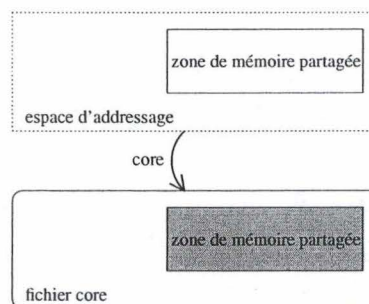 zone de mémoire partagée
espace d'addressage
core
zone de mémoire partagée
fichier core